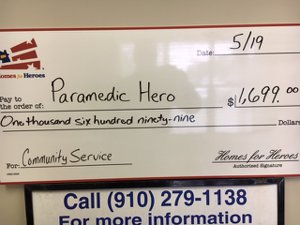 Homes for Heroes
Date: 5/19
Pay to
the order of: Paramedic Hero $1,699.00
One thousand six hundred ninety-nine Dollars
For: Community Service Homes for Heroes
Authorized Signature
Call (910) 279-1138
For more information